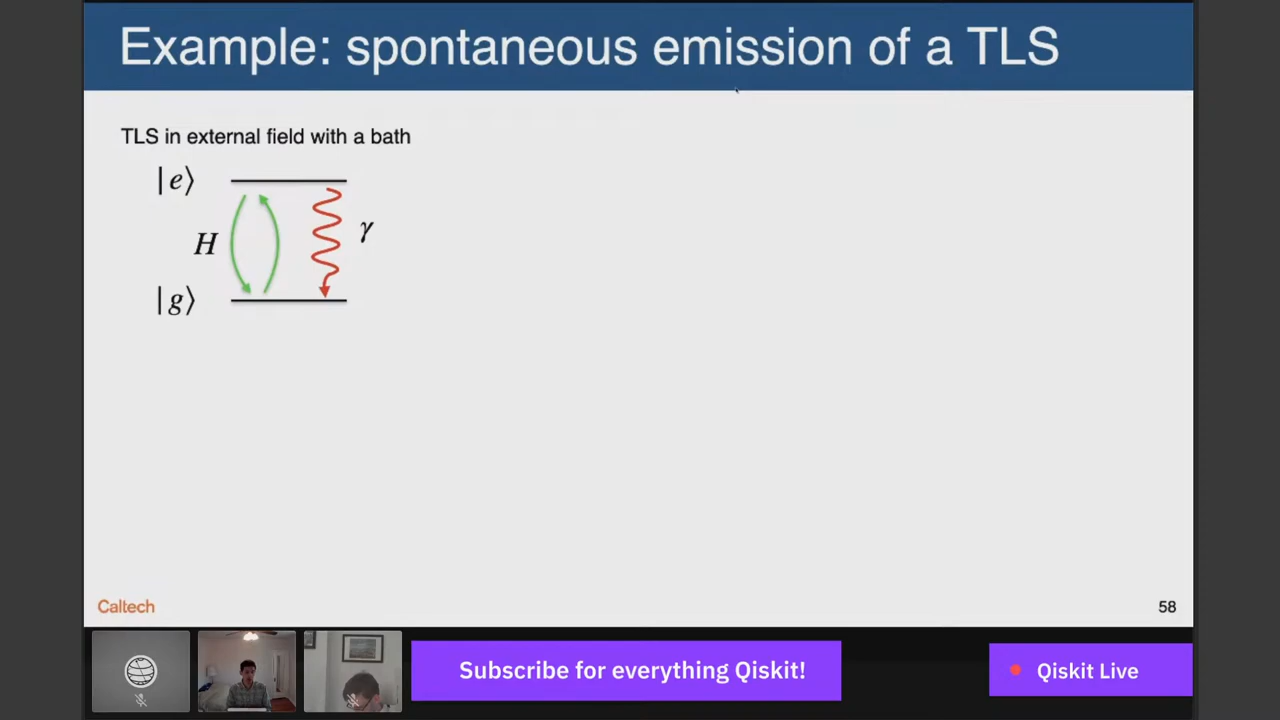 Example: spontaneous emission of a TLS
TLS in external field with a bath
|e⟩
H
γ
|g⟩
Caltech
58
Subscribe for everything Qiskit!
Qiskit Live